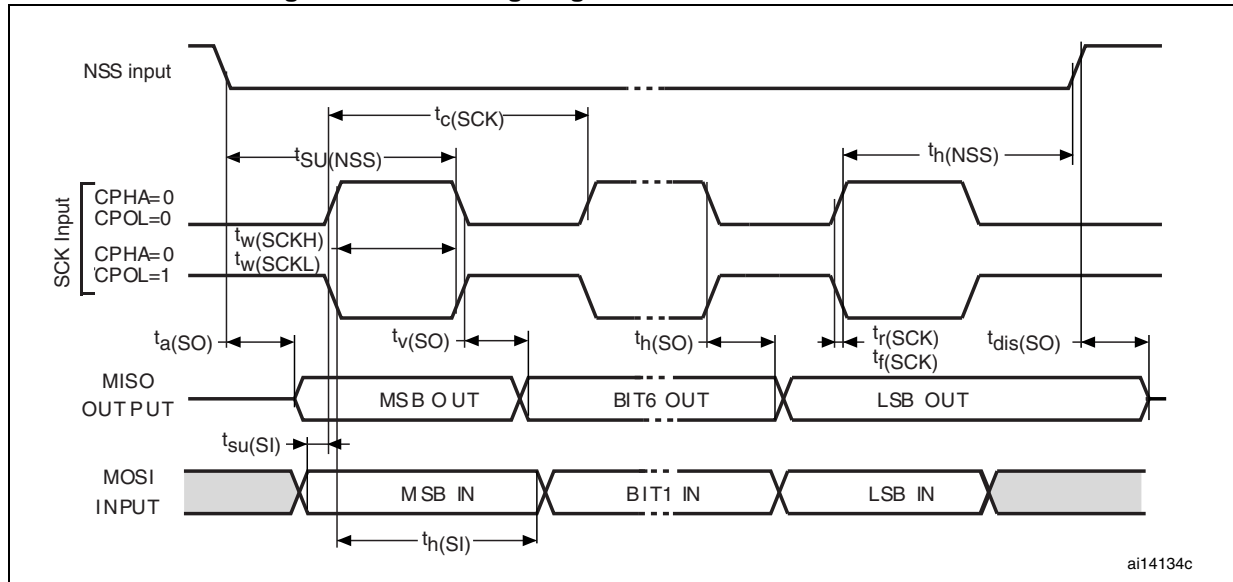 NSS input
tc(SCK)
tSU(NSS)
th(NSS)
SCK Input
CPHA=0
CPOL=0
tw(SCKH)
CPHA=0
tw(SCKL)
CPOL=1
ta(SO)
tv(SO)
th(SO)
tr(SCK)
tf(SCK)
tdis(SO)
MISO
OUTPUT
MSB OUT
BIT6 OUT
LSB OUT
tsu(SI)
MOSI
INPUT
MSB IN
BIT1 IN
LSB IN
th(SI)
ai14134c